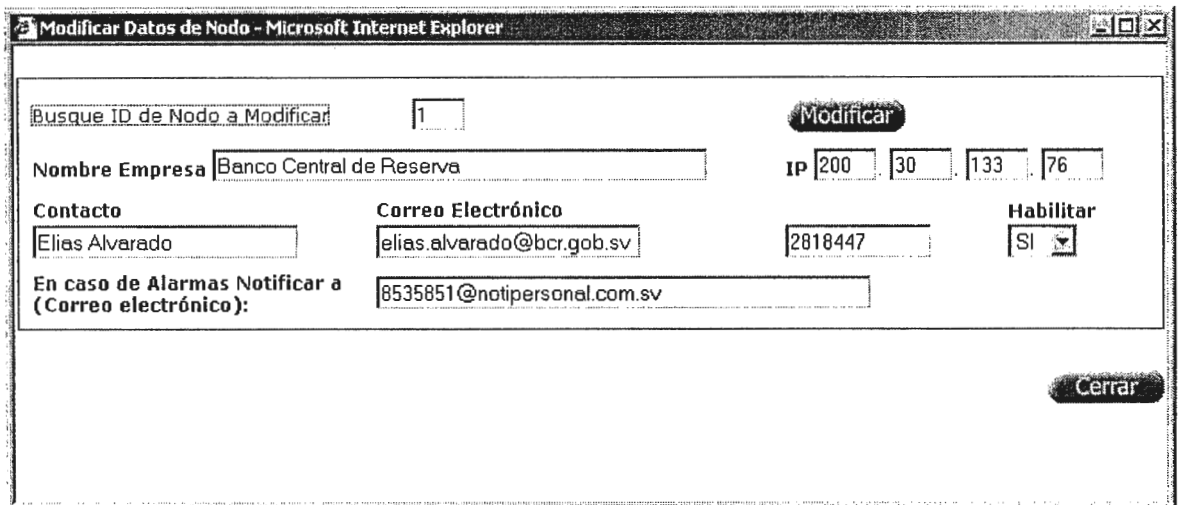 Modificar Datos de Nodo - Microsoft Internet Explorer
Busque ID de Nodo a Modificar 1 Modificar
Nombre Empresa Banco Central de Reserva IP 200 . 30 . 133 . 76
Contacto Correo Electrónico Habilitar
Elias Alvarado elias.alvarado@bcr.gob.sv 2818447 SI
En caso de Alarmas Notificar a
(Correo electrónico): 8535851@notipersonal.com.sv
Cerrar